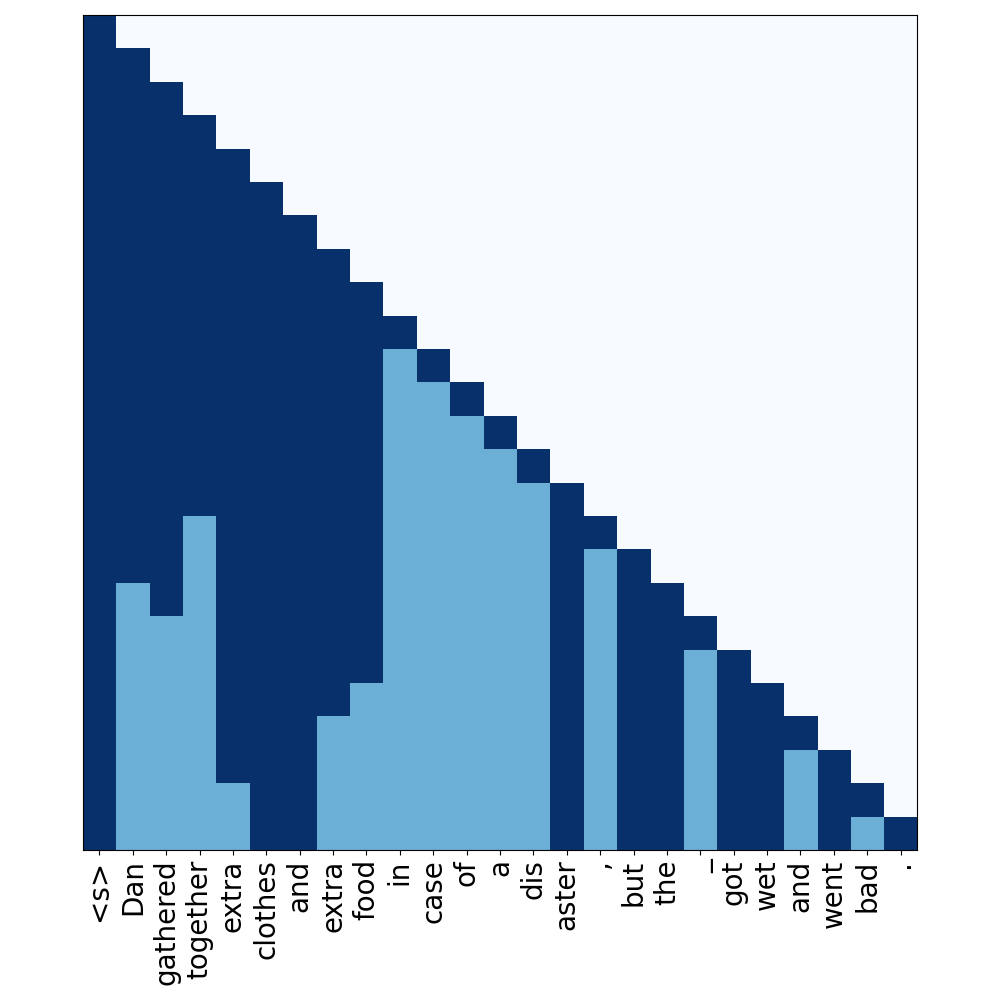 <s> Dan gathered together extra clothes and extra food in case of a dis aster , but the _ got wet and went bad .